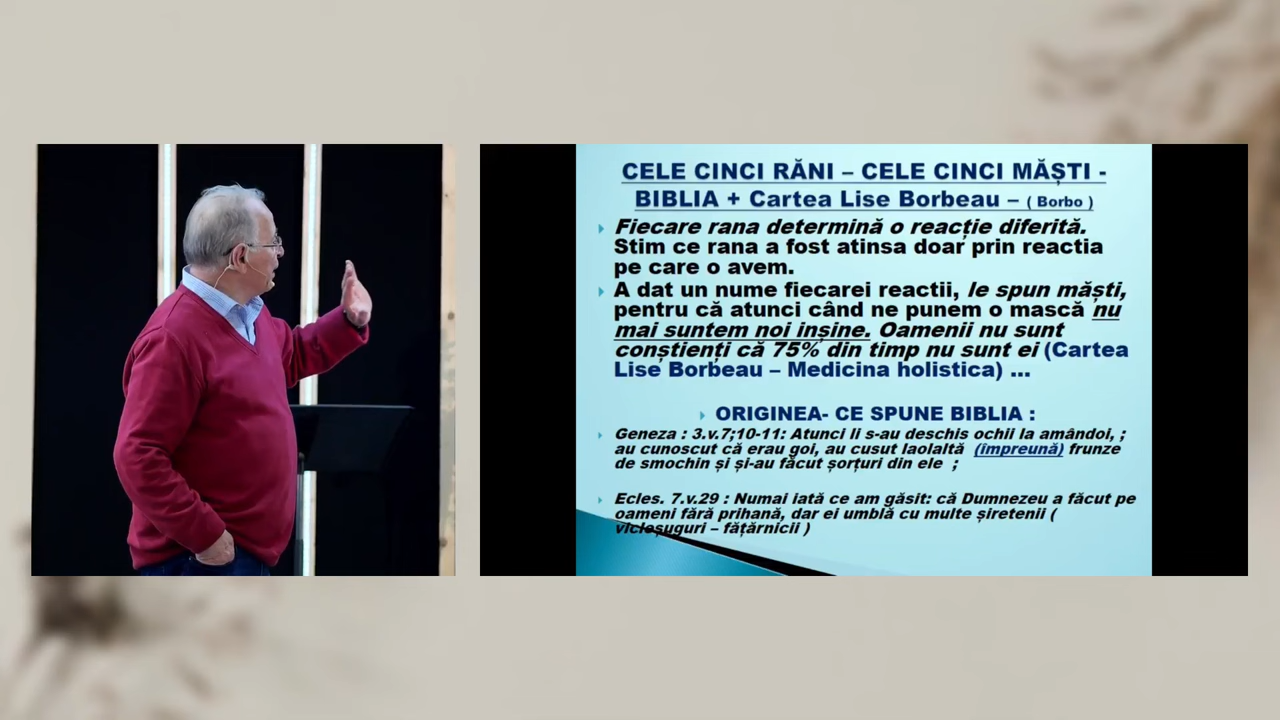 CELE CINCI RĂNI – CELE CINCI MĂȘTI -
BIBLIA + Cartea Lise Borbeau – ( Borbo )
Fiecare rana determină o reacție diferită.
Stim ce rana a fost atinsa doar prin reactia
pe care o avem.
A dat un nume fiecarei reactii, le spun măști,
pentru că atunci când ne punem o mască nu
mai suntem noi inșine. Oamenii nu sunt
conștienți că 75% din timp nu sunt ei (Cartea
Lise Borbeau – Medicina holistica) ...
ORIGINEA- CE SPUNE BIBLIA :
Geneza : 3.v.7;10-11: Atunci li s-au deschis ochii la amândoi, ;
au cunoscut că erau goi, au cusut laolaltă (împreună) frunze
de smochin și și-au făcut șorțuri din ele ;
Ecles. 7.v.29 : Numai iată ce am găsit: că Dumnezeu a făcut pe
oameni fără prihană, dar ei umblă cu multe șiretenii (
vicleșuguri – fățărnicii )